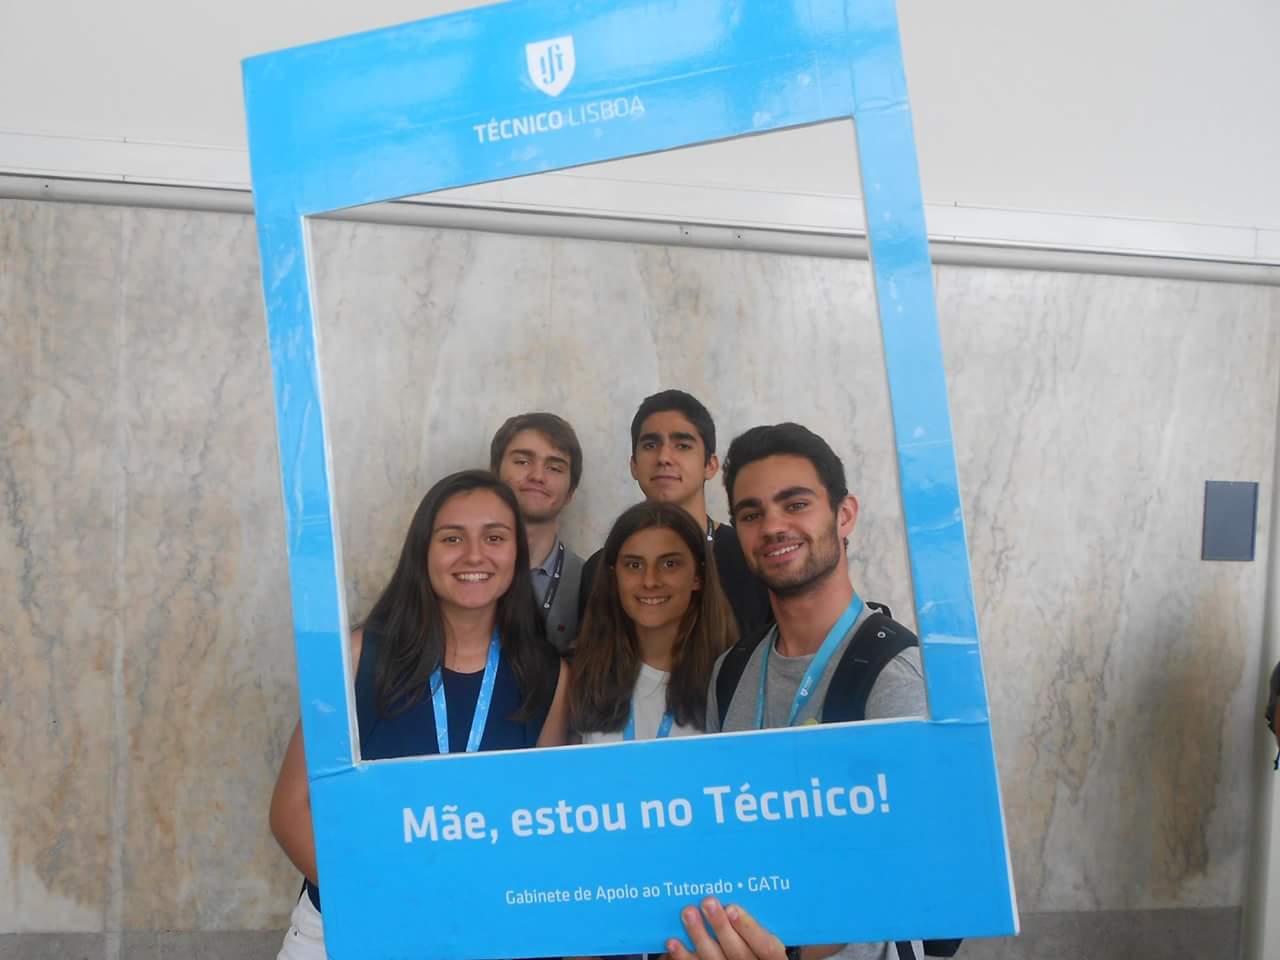 TÉCNICO LISBOA
Mãe, estou no Técnico!
Gabinete de Apoio ao Tutorado • GATu